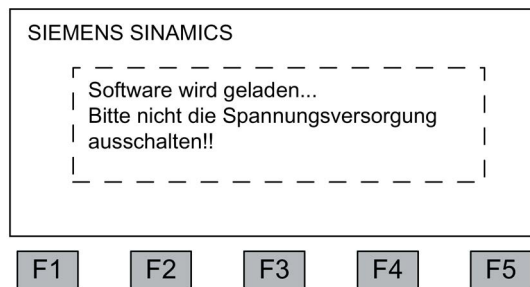 SIEMENS SINAMICS
Software wird geladen...
Bitte nicht die Spannungsversorgung
ausschalten!!
F1 F2 F3 F4 F5